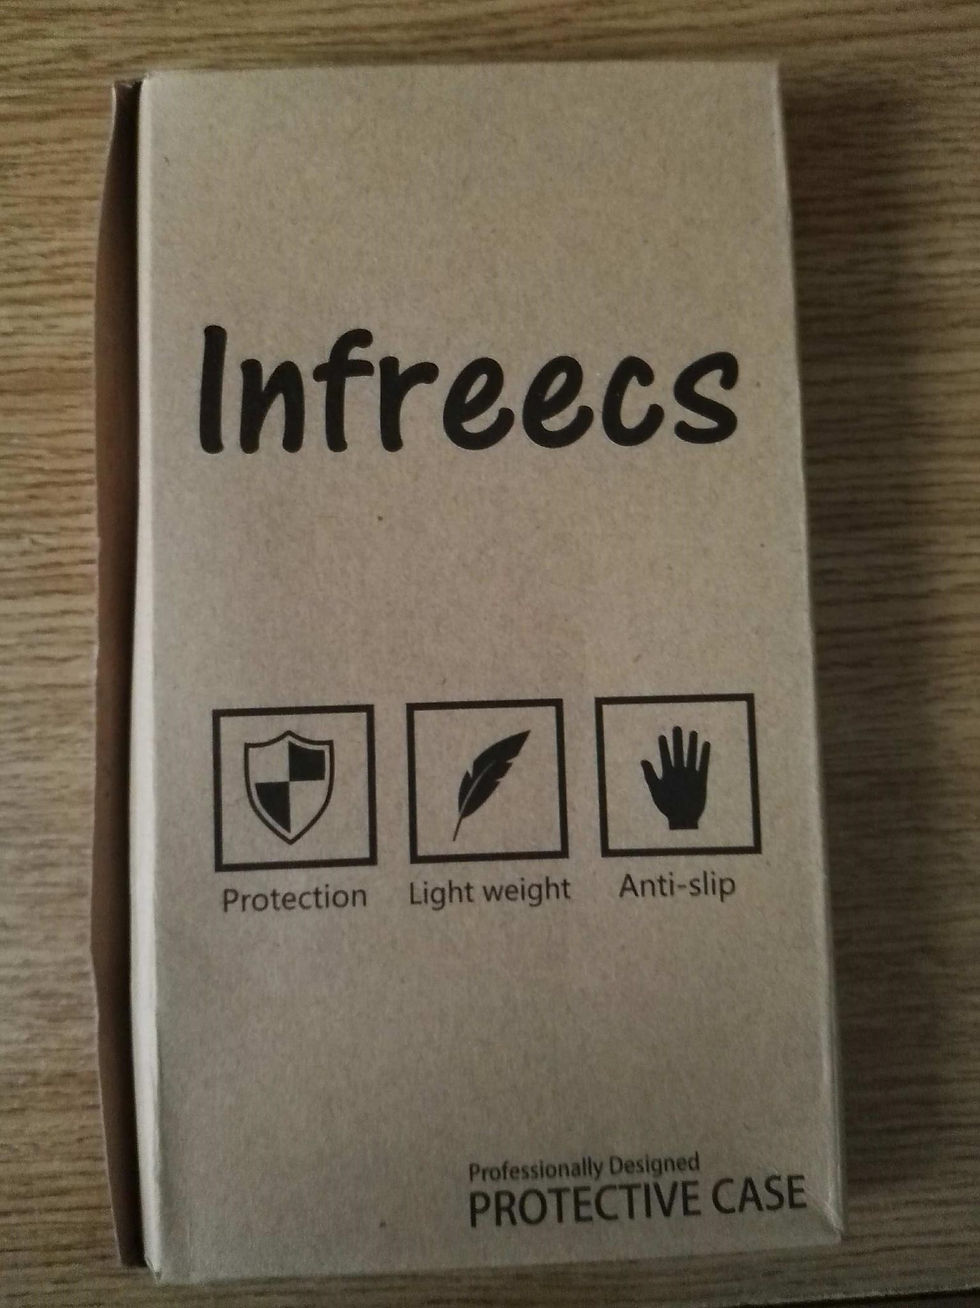 Infreecs
Protection Light weight Anti-slip
Professionally Designed
PROTECTIVE CASE